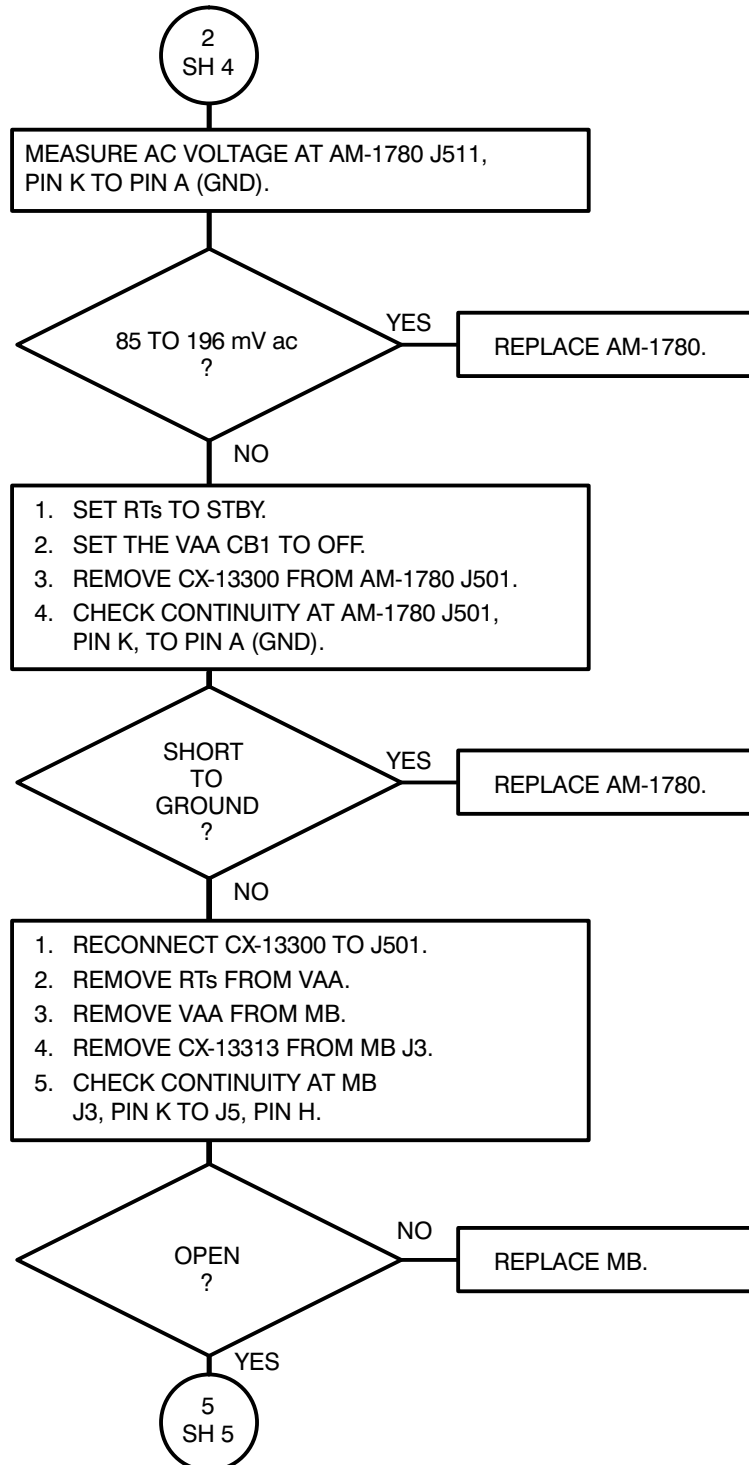 2
SH 4
MEASURE AC VOLTAGE AT AM-1780 J511,
PIN K TO PIN A (GND).
85 TO 196 mV ac
?
YES
REPLACE AM-1780.
NO
1. SET RTs TO STBY.
2. SET THE VAA CB1 TO OFF.
3. REMOVE CX-13300 FROM AM-1780 J501.
4. CHECK CONTINUITY AT AM-1780 J501,
PIN K, TO PIN A (GND).
SHORT
TO
GROUND
?
YES
REPLACE AM-1780.
NO
1. RECONNECT CX-13300 TO J501.
2. REMOVE RTs FROM VAA.
3. REMOVE VAA FROM MB.
4. REMOVE CX-13313 FROM MB J3.
5. CHECK CONTINUITY AT MB
J3, PIN K TO J5, PIN H.
OPEN
?
NO
REPLACE MB.
YES
5
SH 5